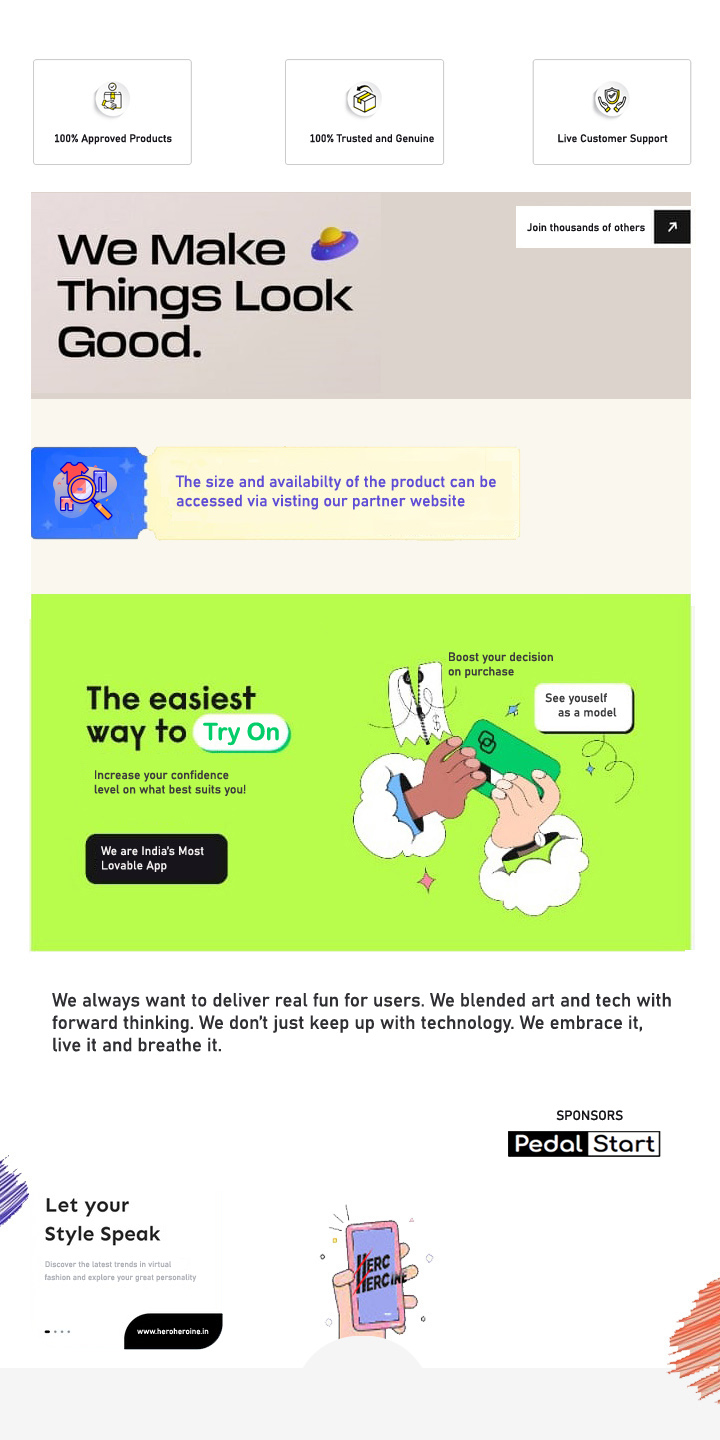 100% Approved Products
100% Trusted and Genuine
Live Customer Support
Join thousands of others
We Make
Things Look
Good.
The size and availabilty of the product can be
accessed via visting our partner website
Boost your decision
on purchase
See youself
as a model
The easiest
way to Try On
Increase your confidence
level on what best suits you!
We are India's Most
Lovable App
We always want to deliver real fun for users. We blended art and tech with
forward thinking. We don't just keep up with technology. We embrace it,
live it and breathe it.
SPONSORS
Pedal Start
Let your
Style Speak
Discover the latest trends in virtual
fashion and explore your great personality
HERO
HEROINE
www.heroheroine.in